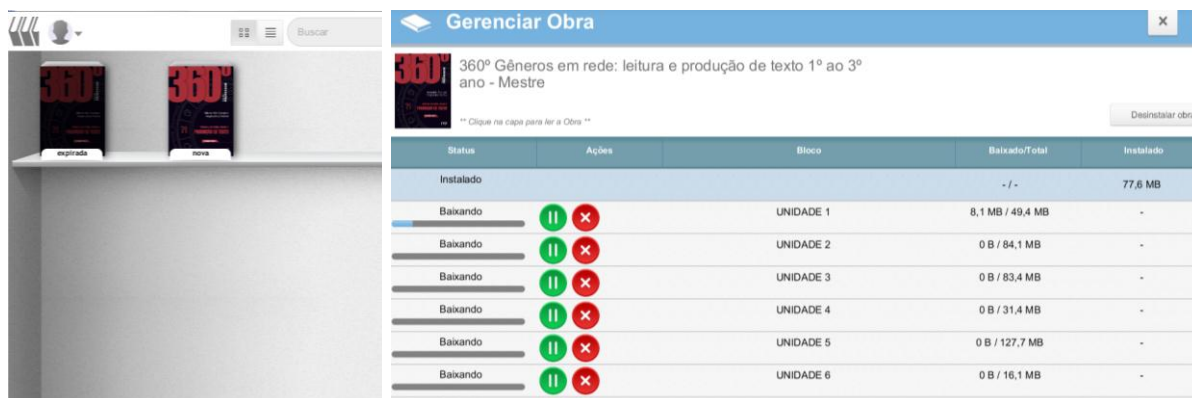 Buscar
360º
expirada
360º
nova
Gerenciar Obra
360º
360º Gêneros em rede: leitura e produção de texto 1º ao 3º
ano - Mestre
** Clique na capa para ler a Obra **
Desinstalar obra
Status Ações Bloco Baixado/Total Instalado
Instalado - / - 77,6 MB
Baixando UNIDADE 1 8,1 MB / 49,4 MB -
Baixando UNIDADE 2 0 B / 84,1 MB -
Baixando UNIDADE 3 0 B / 83,4 MB -
Baixando UNIDADE 4 0 B / 31,4 MB -
Baixando UNIDADE 5 0 B / 127,7 MB -
Baixando UNIDADE 6 0 B / 16,1 MB -